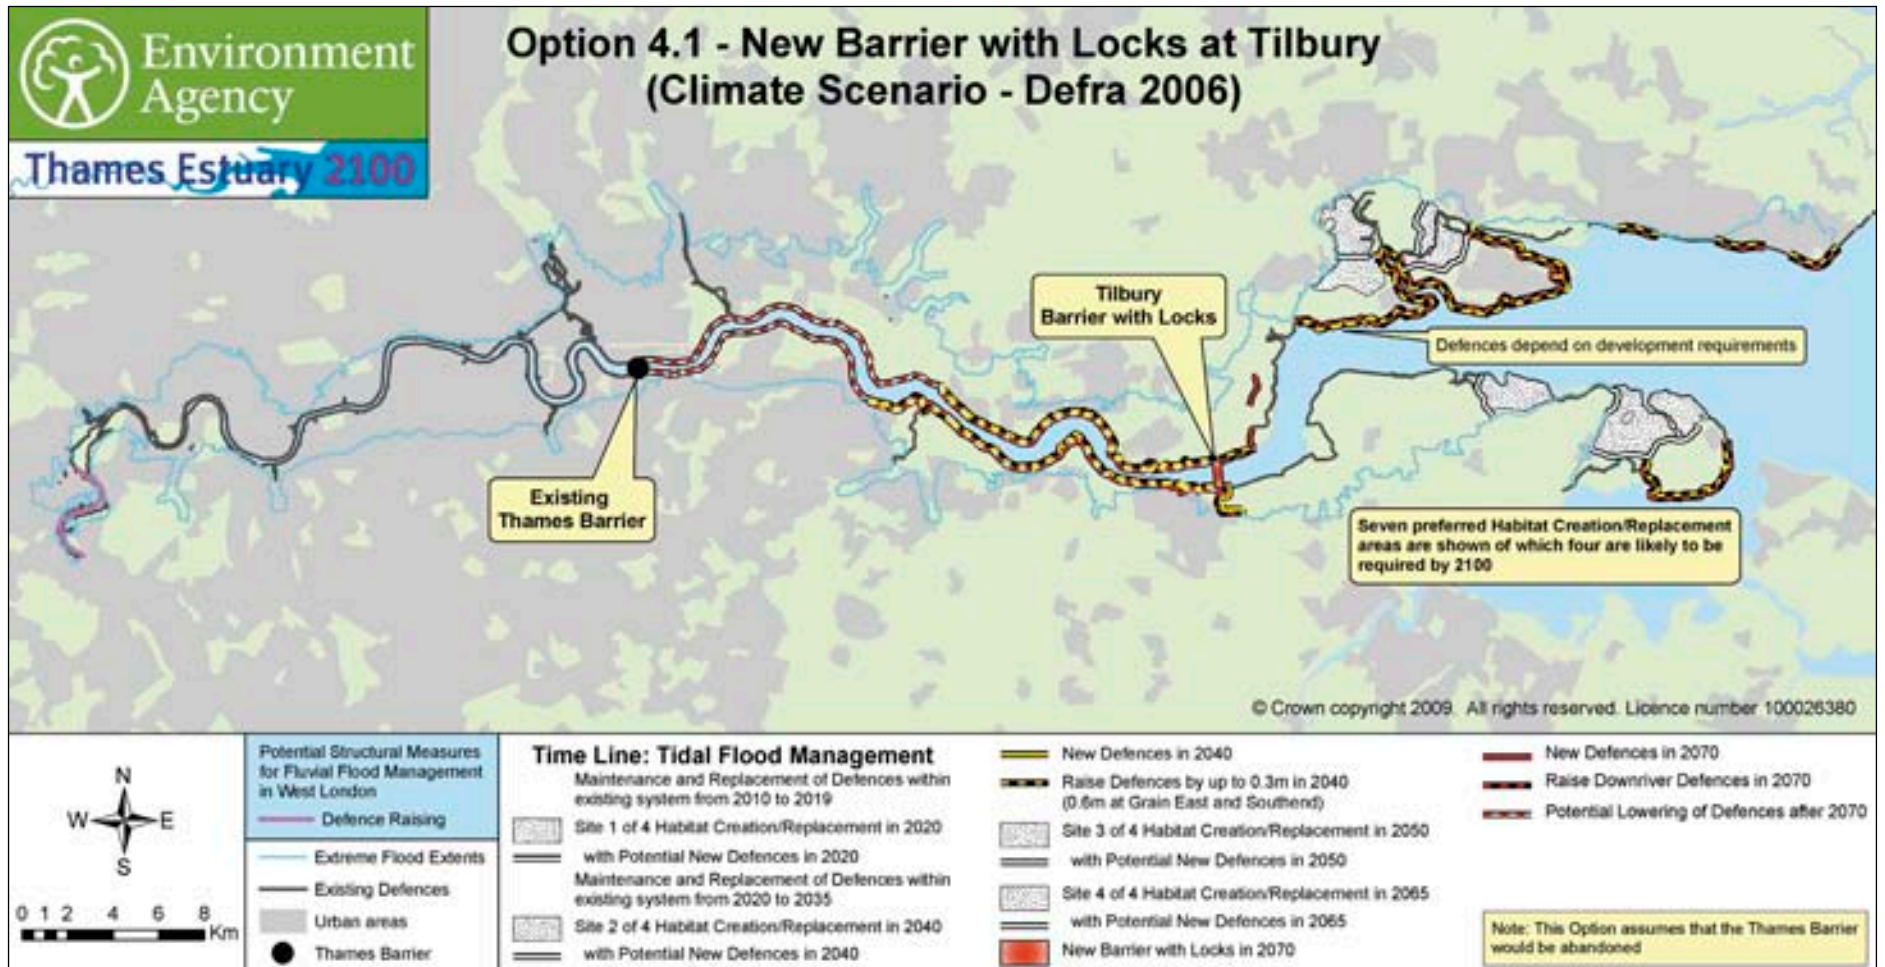 Environment
Agency
Thames Estuary 2100
Option 4.1 - New Barrier with Locks at Tilbury
(Climate Scenario - Defra 2006)
Tilbury
Barrier with Locks
Defences depend on development requirements
Existing
Thames Barrier
Seven preferred Habitat Creation/Replacement
areas are shown of which four are likely to be
required by 2100
© Crown copyright 2009. All rights reserved. Licence number 100026380
N
W E
S
0 1 2 4 6 8
Km
Potential Structural Measures
for Fluvial Flood Management
in West London
Defence Raising
Extreme Flood Extents
Existing Defences
Urban areas
Thames Barrier
Time Line: Tidal Flood Management
Maintenance and Replacement of Defences within
existing system from 2010 to 2019
Site 1 of 4 Habitat Creation/Replacement in 2020
with Potential New Defences in 2020
Maintenance and Replacement of Defences within
existing system from 2020 to 2035
Site 2 of 4 Habitat Creation/Replacement in 2040
with Potential New Defences in 2040
New Defences in 2040
Raise Defences by up to 0.3m in 2040
(0.6m at Grain East and Southend)
Site 3 of 4 Habitat Creation/Replacement in 2050
with Potential New Defences in 2050
Site 4 of 4 Habitat Creation/Replacement in 2065
with Potential New Defences in 2065
New Barrier with Locks in 2070
New Defences in 2070
Raise Downriver Defences in 2070
Potential Lowering of Defences after 2070
Note: This Option assumes that the Thames Barrier
would be abandoned